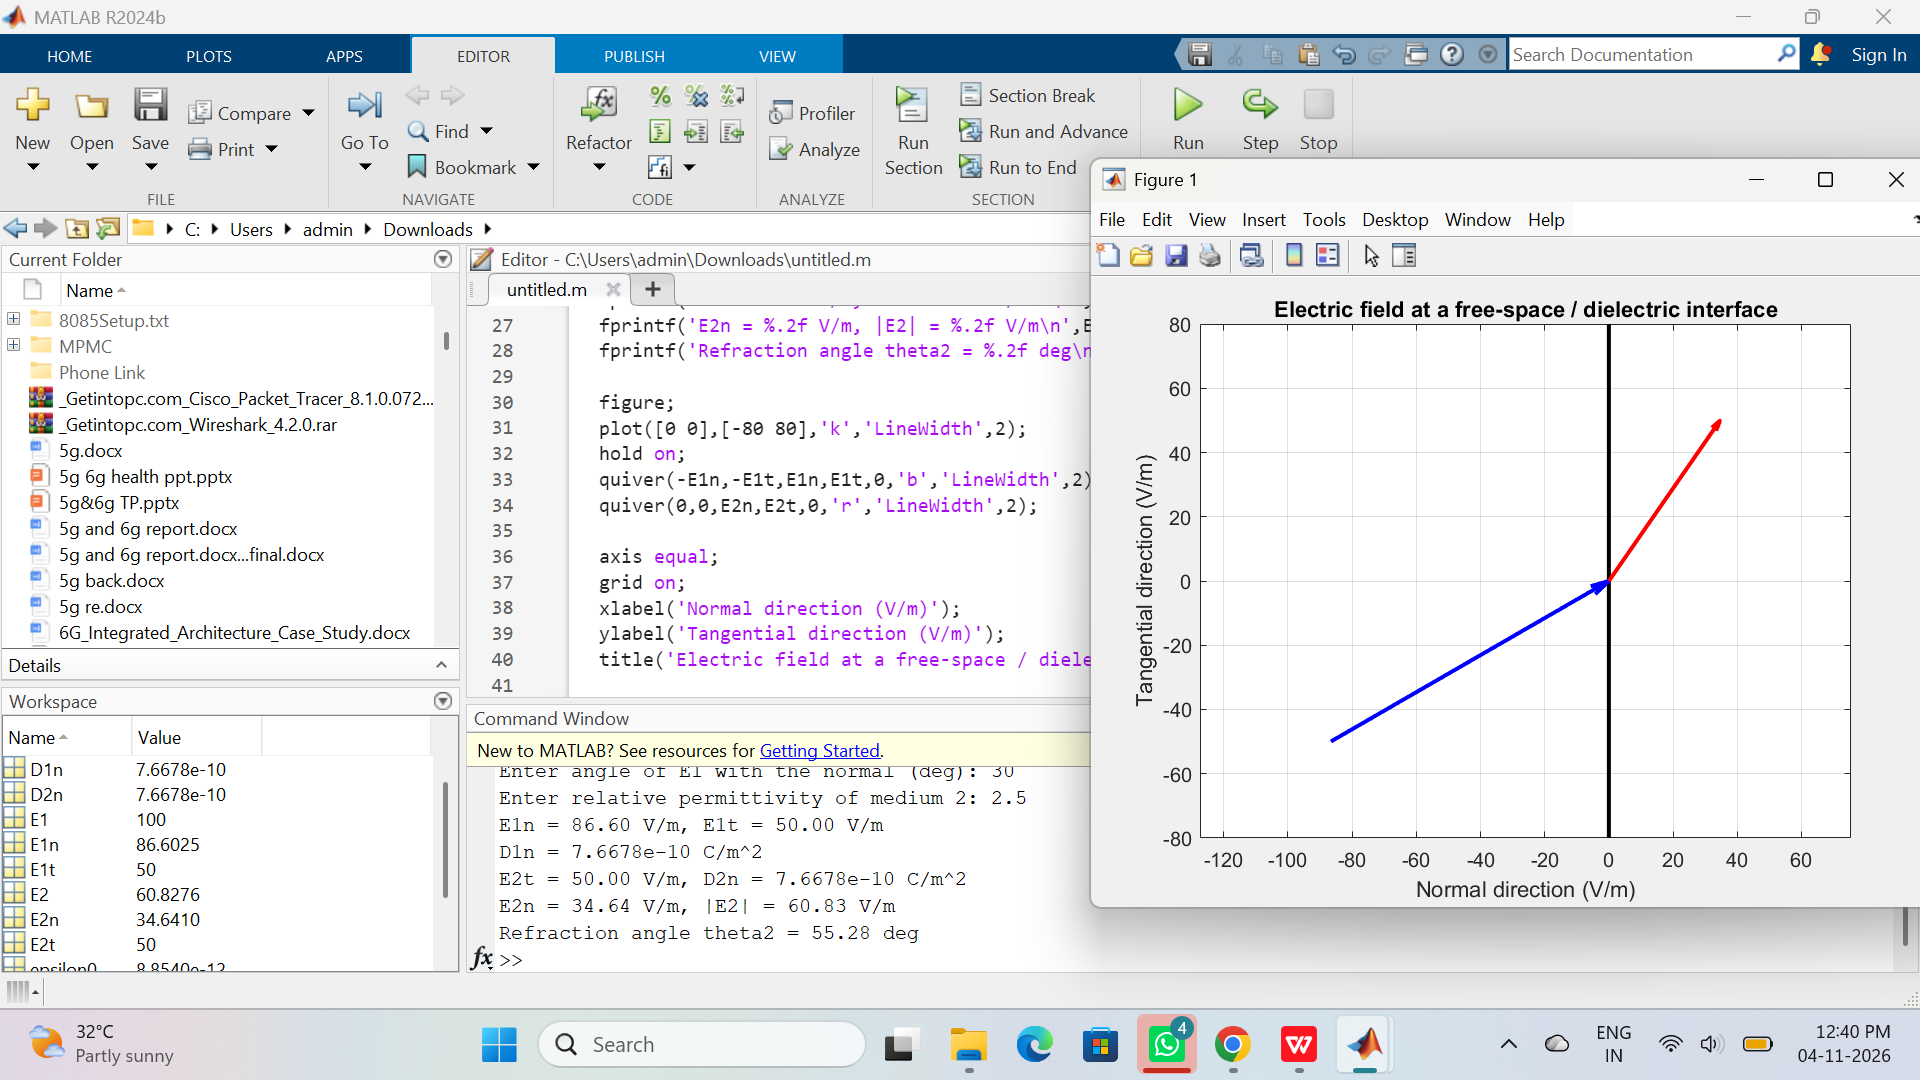 MATLAB R2024b
HOME
PLOTS
APPS
EDITOR
PUBLISH
VIEW
Search Documentation
Sign In
New
Open
Save
Compare
Print
FILE
Go To
Find
Bookmark
NAVIGATE
Refactor
CODE
Profiler
Analyze
ANALYZE
Run Section
Section Break
Run and Advance
Run to End
SECTION
Run
Step
Stop
C: Users admin Downloads
Current Folder
Name
8085Setup.txt
MPMC
Phone Link
_Getintopc.com_Cisco_Packet_Tracer_8.1.0.072...
_Getintopc.com_Wireshark_4.2.0.rar
5g.docx
5g 6g health ppt.pptx
5g&6g TP.pptx
5g and 6g report.docx
5g and 6g report.docx...final.docx
5g back.docx
5g re.docx
6G_Integrated_Architecture_Case_Study.docx
Details
Workspace
Name Value
D1n 7.6678e-10
D2n 7.6678e-10
E1 100
E1n 86.6025
E1t 50
E2 60.8276
E2n 34.6410
E2t 50
epsilon0 8.8540e-12
Editor - C:\Users\admin\Downloads\untitled.m
untitled.m
27 fprintf('E2n = %.2f V/m, |E2| = %.2f V/m\n',E
28 fprintf('Refraction angle theta2 = %.2f deg\n
29
30 figure;
31 plot([0 0],[-80 80],'k','LineWidth',2);
32 hold on;
33 quiver(-E1n,-E1t,E1n,E1t,0,'b','LineWidth',2)
34 quiver(0,0,E2n,E2t,0,'r','LineWidth',2);
35
36 axis equal;
37 grid on;
38 xlabel('Normal direction (V/m)');
39 ylabel('Tangential direction (V/m)');
40 title('Electric field at a free-space / diele
41
Command Window
New to MATLAB? See resources for Getting Started.
Enter angle of E1 with the normal (deg): 30
Enter relative permittivity of medium 2: 2.5
E1n = 86.60 V/m, E1t = 50.00 V/m
D1n = 7.6678e-10 C/m^2
E2t = 50.00 V/m, D2n = 7.6678e-10 C/m^2
E2n = 34.64 V/m, |E2| = 60.83 V/m
Refraction angle theta2 = 55.28 deg
fx >>
Figure 1
File Edit View Insert Tools Desktop Window Help
Electric field at a free-space / dielectric interface
80
60
40
20
0
-20
-40
-60
-80
Tangential direction (V/m)
-120 -100 -80 -60 -40 -20 0 20 40 60
Normal direction (V/m)
32°C
Partly sunny
Search
4
ENG
IN
12:40 PM
04-11-2026